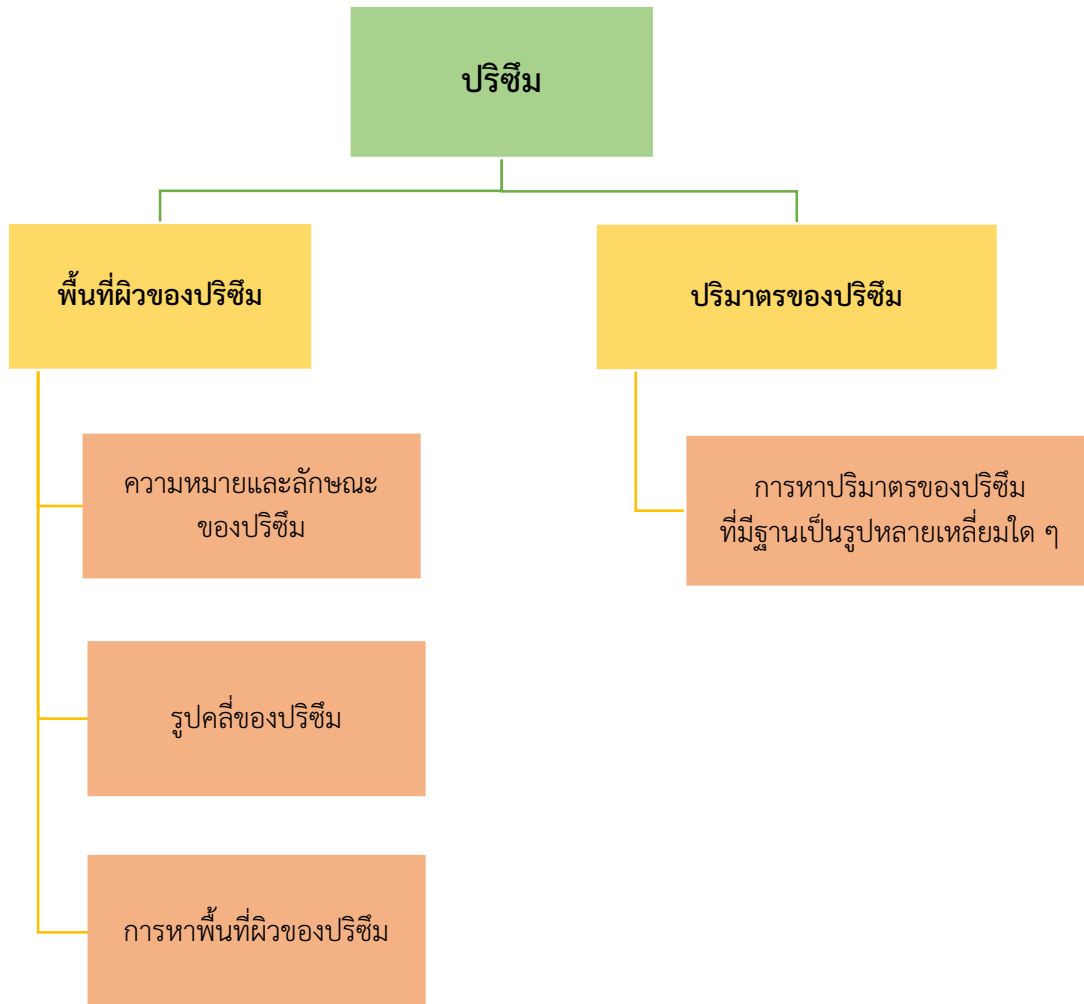 ปริซึม
พื้นที่ผิวของปริซึม
ปริมาตรของปริซึม
ความหมายและลักษณะ
ของปริซึม
การหาปริมาตรของปริซึม
ที่มีฐานเป็นรูปหลายเหลี่ยมใด ๆ
รูปคลี่ของปริซึม
การหาพื้นที่ผิวของปริซึม